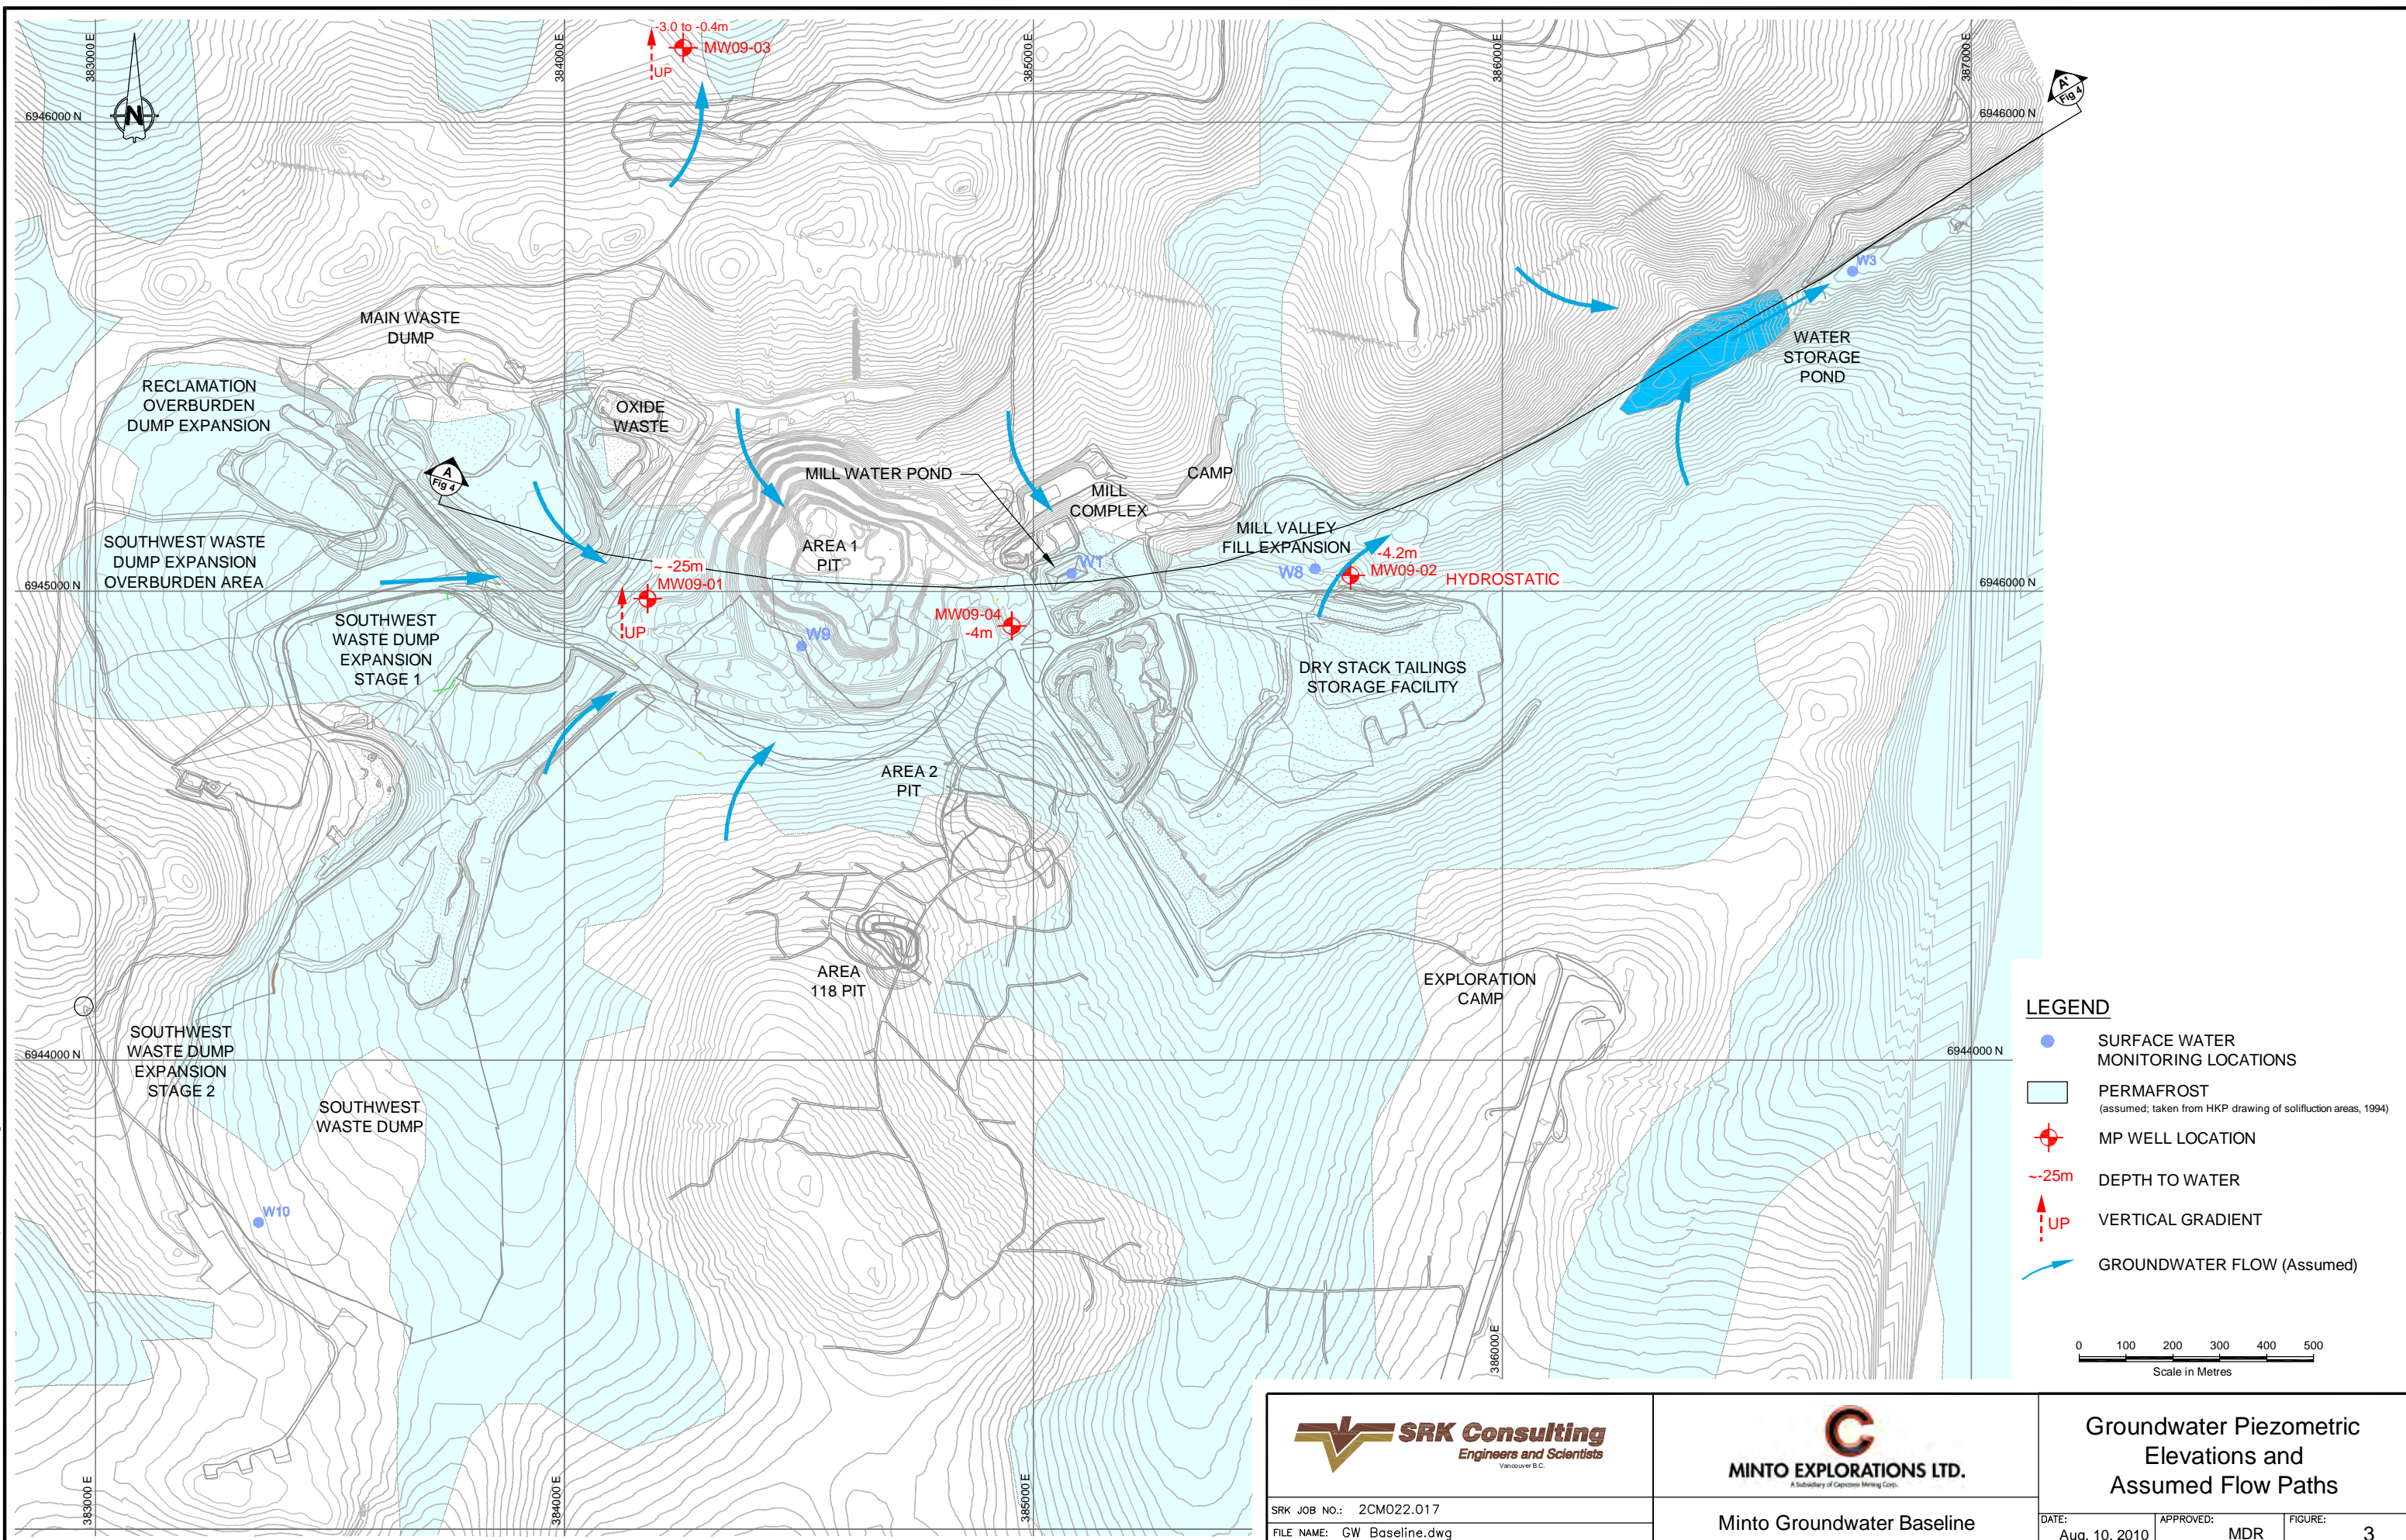 -3.0 to -0.4m
MW09-03
UP
383000 E
384000 E
385000 E
386000 E
387000 E
N
6946000 N
6946000 N
A'
Fig 4
W3
MAIN WASTE
DUMP
WATER
STORAGE
POND
RECLAMATION
OVERBURDEN
DUMP EXPANSION
OXIDE
WASTE
A
Fig 4
MILL WATER POND
CAMP
MILL
COMPLEX
MILL VALLEY
FILL EXPANSION
SOUTHWEST WASTE
DUMP EXPANSION
OVERBURDEN AREA
AREA 1
PIT
~ -25m
MW09-01
UP
W1
W8
-4.2m
MW09-02
HYDROSTATIC
6945000 N
6946000 N
MW09-04
-4m
W9
SOUTHWEST
WASTE DUMP
EXPANSION
STAGE 1
DRY STACK TAILINGS
STORAGE FACILITY
AREA 2
PIT
AREA
118 PIT
EXPLORATION
CAMP
SOUTHWEST
WASTE DUMP
EXPANSION
STAGE 2
6944000 N
6944000 N
SOUTHWEST
WASTE DUMP
W10
383000 E
384000 E
385000 E
386000 E
LEGEND
SURFACE WATER
MONITORING LOCATIONS
PERMAFROST
(assumed; taken from HKP drawing of solifluction areas, 1994)
MP WELL LOCATION
~-25m
DEPTH TO WATER
UP
VERTICAL GRADIENT
GROUNDWATER FLOW (Assumed)
0 100 200 300 400 500
Scale in Metres
SRK Consulting
Engineers and Scientists
Vancouver B.C.
SRK JOB NO.: 2CM022.017
FILE NAME: GW Baseline.dwg
C
MINTO EXPLORATIONS LTD.
A Subsidiary of Capstone Mining Corp.
Minto Groundwater Baseline
Groundwater Piezometric
Elevations and
Assumed Flow Paths
DATE:
Aug. 10, 2010
APPROVED:
MDR
FIGURE:
3